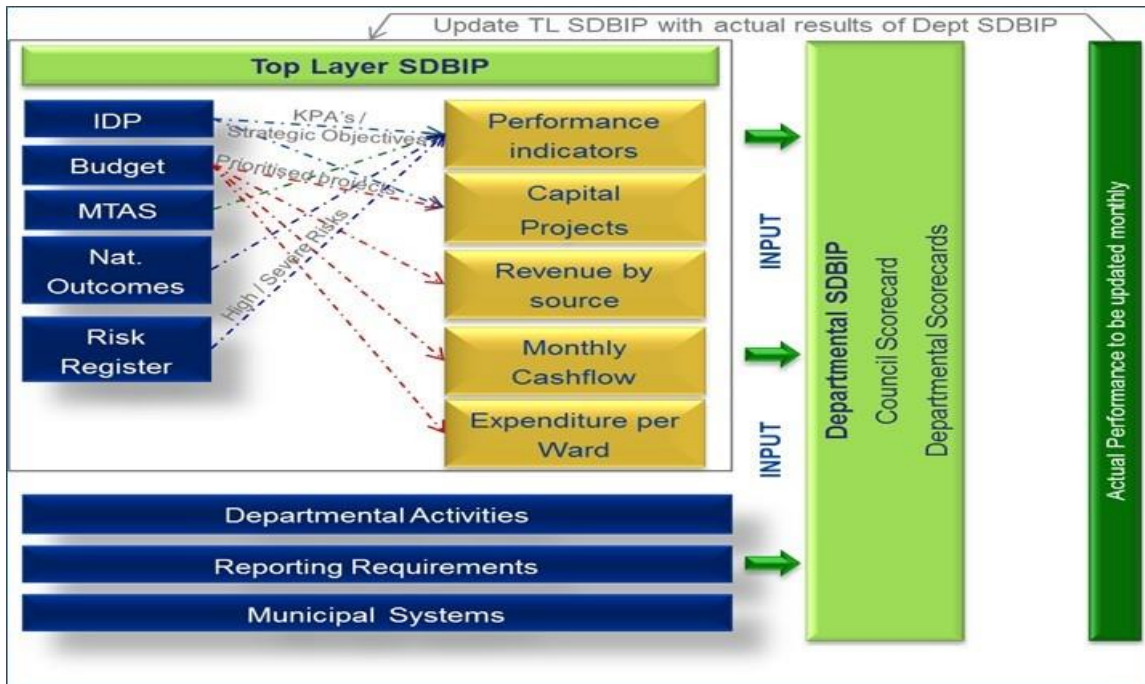 Update TL SDBIP with actual results of Dept SDBIP
Top Layer SDBIP
IDP
Budget
MTAS
Nat.
Outcomes
Risk
Register
KPA's /
Strategic Objectives
Prioritised projects
High / Severe Risks
Performance
indicators
Capital
Projects
Revenue by
source
Monthly
Cashflow
Expenditure per
Ward
INPUT
INPUT
Departmental SDBIP
Council Scorecard
Departmental Scorecards
Actual Performance to be updated monthly
Departmental Activities
Reporting Requirements
Municipal Systems